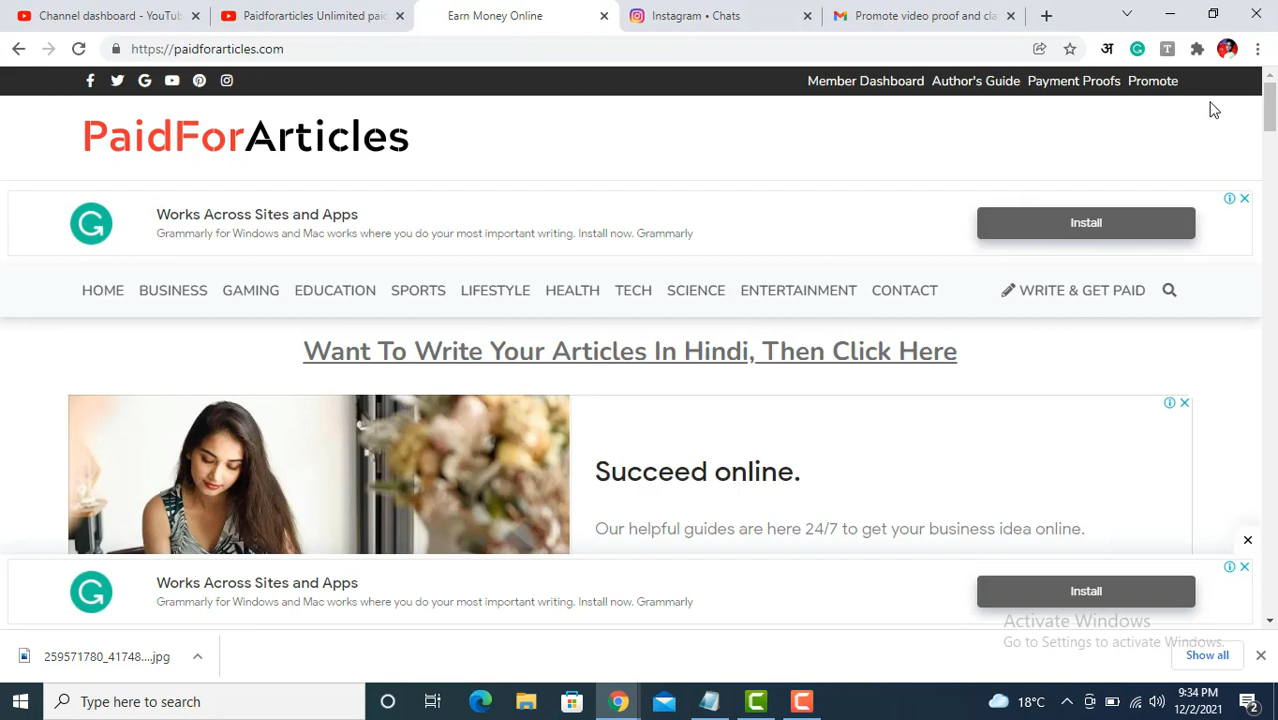 Channel dashboard - YouTu
Paidforarticles Unlimited paid
Earn Money Online
Instagram • Chats
Promote video proof and cla
https://paidforarticles.com
अ
T
Member Dashboard Author's Guide Payment Proofs Promote
PaidForArticles
Works Across Sites and Apps
Grammarly for Windows and Mac works where you do your most important writing. Install now. Grammarly
Install
HOME BUSINESS GAMING EDUCATION SPORTS LIFESTYLE HEALTH TECH SCIENCE ENTERTAINMENT CONTACT WRITE & GET PAID
Want To Write Your Articles In Hindi, Then Click Here
Succeed online.
Our helpful guides are here 24/7 to get your business idea online.
Works Across Sites and Apps
Grammarly for Windows and Mac works where you do your most important writing. Install now. Grammarly
Install
Activate Windows
Go to Settings to activate Windows.
259571780_41748....jpg
Show all
Type here to search
18°C
9:34 PM
12/2/2021
2